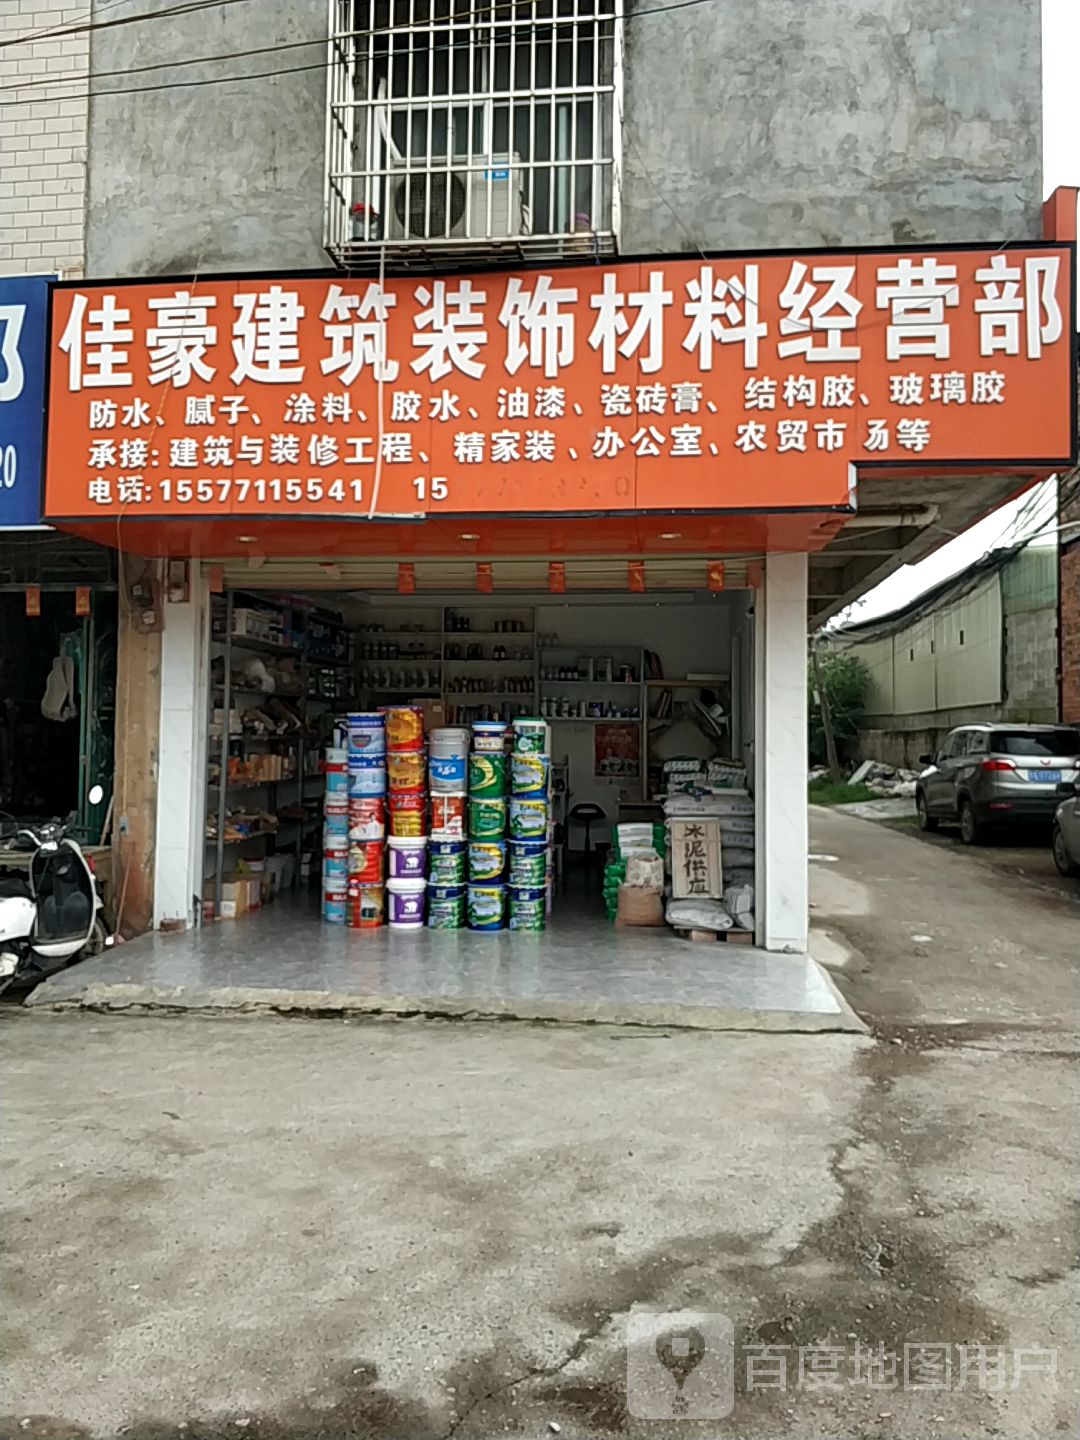 佳豪建筑装饰材料经营部
防水、腻子、涂料、胶水、油漆、瓷砖膏、结构胶、玻璃胶
承接:建筑与装修工程、精家装、办公室、农贸市场等
电话:15577115541 15
20
水泥供应
百度地图用户